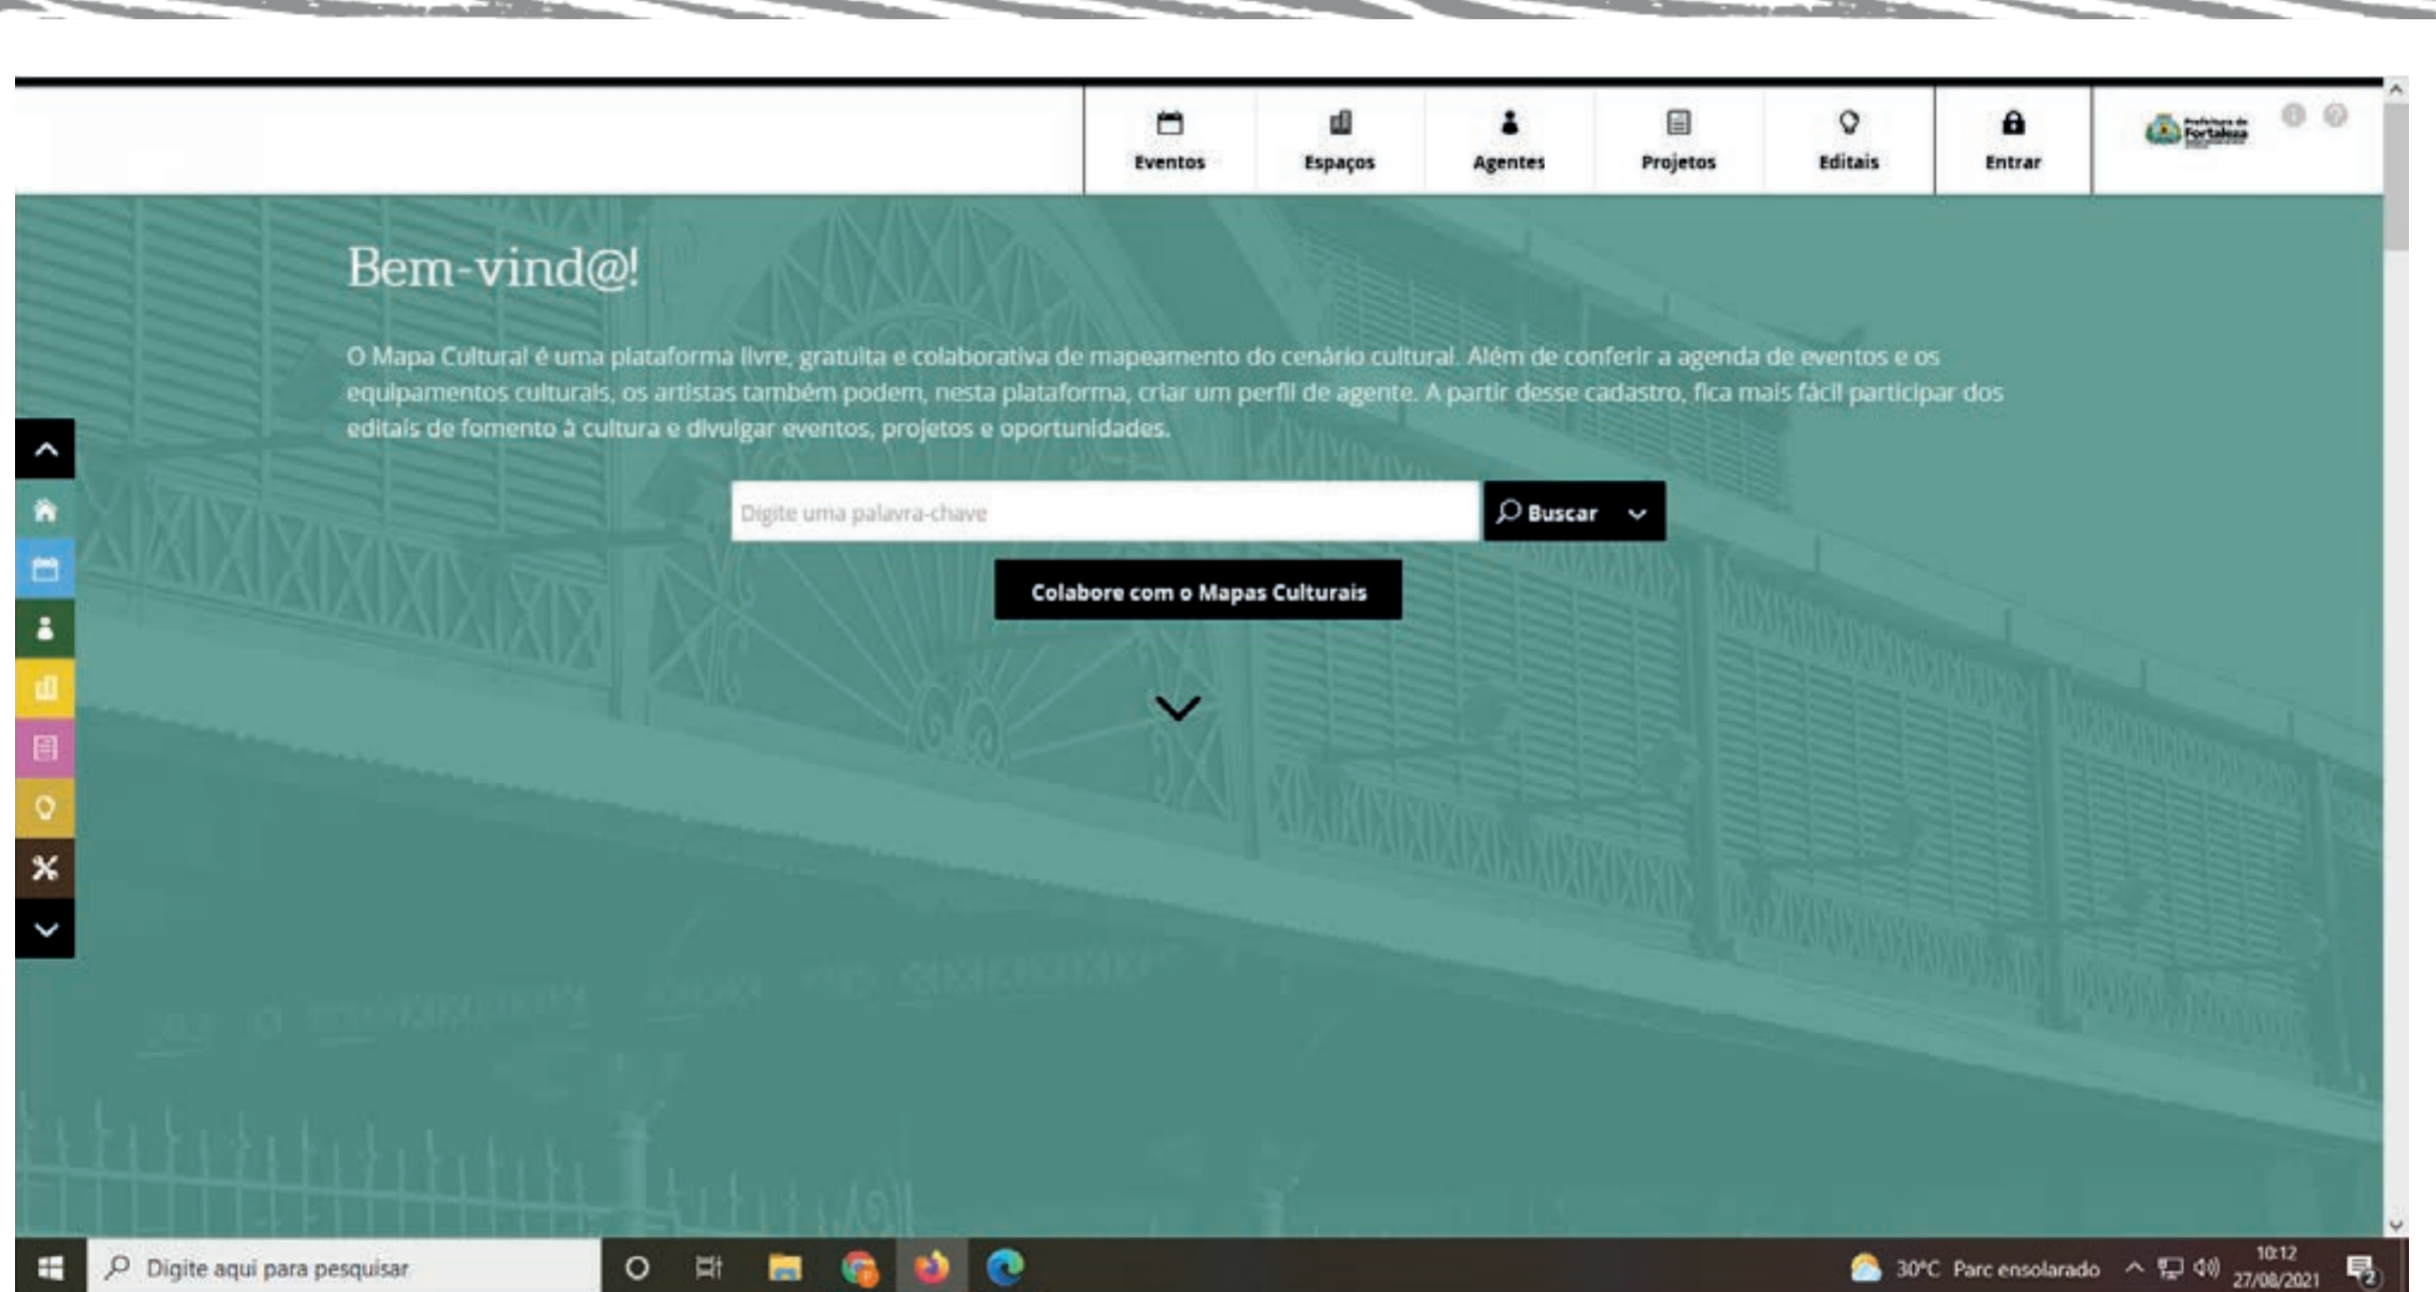 Eventos
Espaços
Agentes
Projetos
Editais
Entrar
Prefeitura de
Fortaleza
Bem-vind@!
O Mapa Cultural é uma plataforma livre, gratuita e colaborativa de mapeamento do cenário cultural. Além de conferir a agenda de eventos e os
equipamentos culturais, os artistas também podem, nesta plataforma, criar um perfil de agente. A partir desse cadastro, fica mais fácil participar dos
editais de fomento à cultura e divulgar eventos, projetos e oportunidades.
Digite uma palavra-chave
Buscar
Colabore com o Mapas Culturais
Digite aqui para pesquisar
30°C Parc ensolarado
10:12
27/08/2021
2